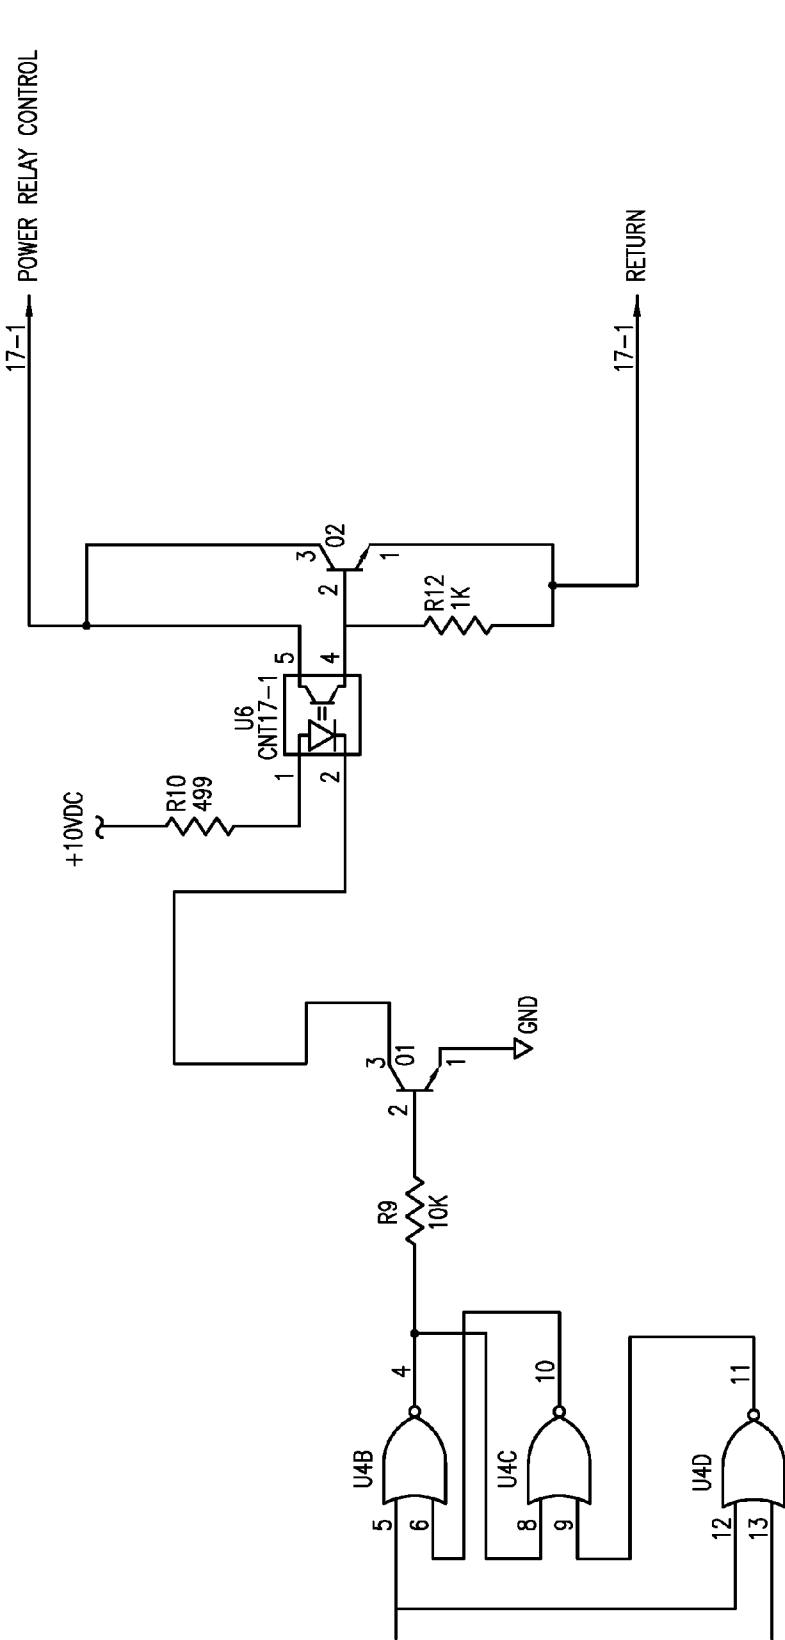 17-1
POWER RELAY CONTROL
17-1
RETURN
+10VDC
R10
499
U6
CNT17-1
1
2
5
4
3
O2
2
1
R12
1K
3
O1
2
1
GND
R9
10K
U4B
5
6
4
U4C
8
9
10
U4D
12
13
11